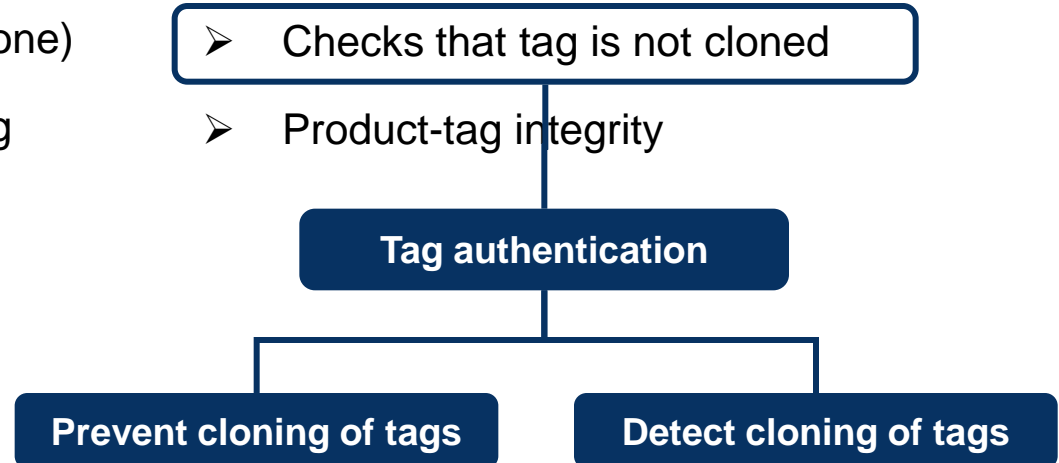 one) ➢ Checks that tag is not cloned
g ➢ Product-tag integrity
Tag authentication
Prevent cloning of tags
Detect cloning of tags